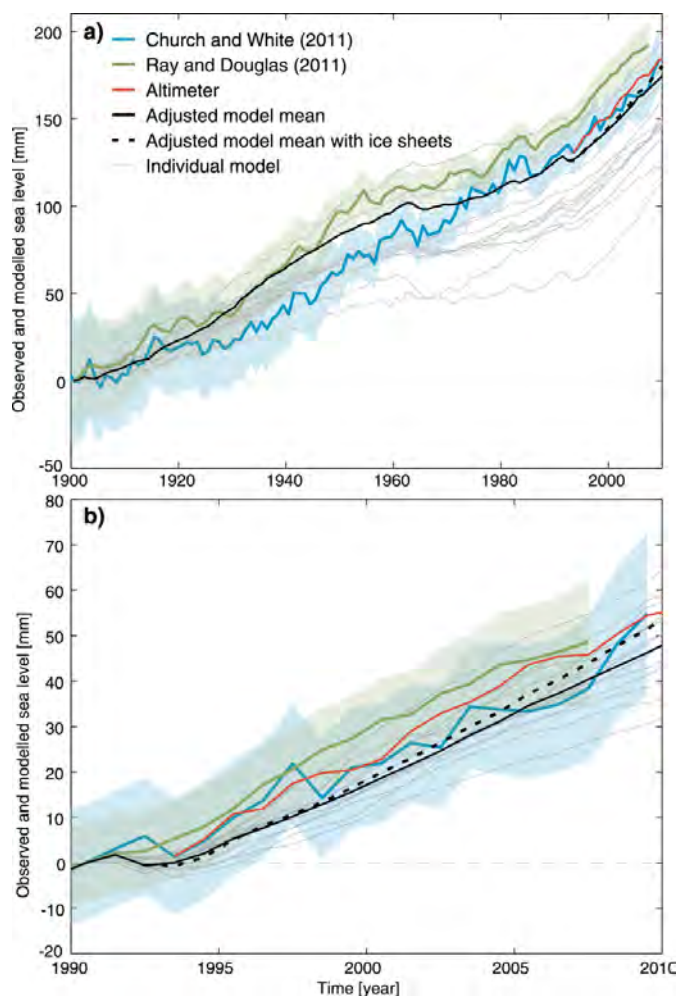 a)
Church and White (2011)
Ray and Douglas (2011)
Altimeter
Adjusted model mean
Adjusted model mean with ice sheets
Individual model
Observed and modelled sea level [mm]
200
150
100
50
0
-50
1900 1920 1940 1960 1980 2000
b)
Observed and modelled sea level [mm]
80
70
60
50
40
30
20
10
0
-10
-20
1990 1995 2000 2005 2010
Time [year]